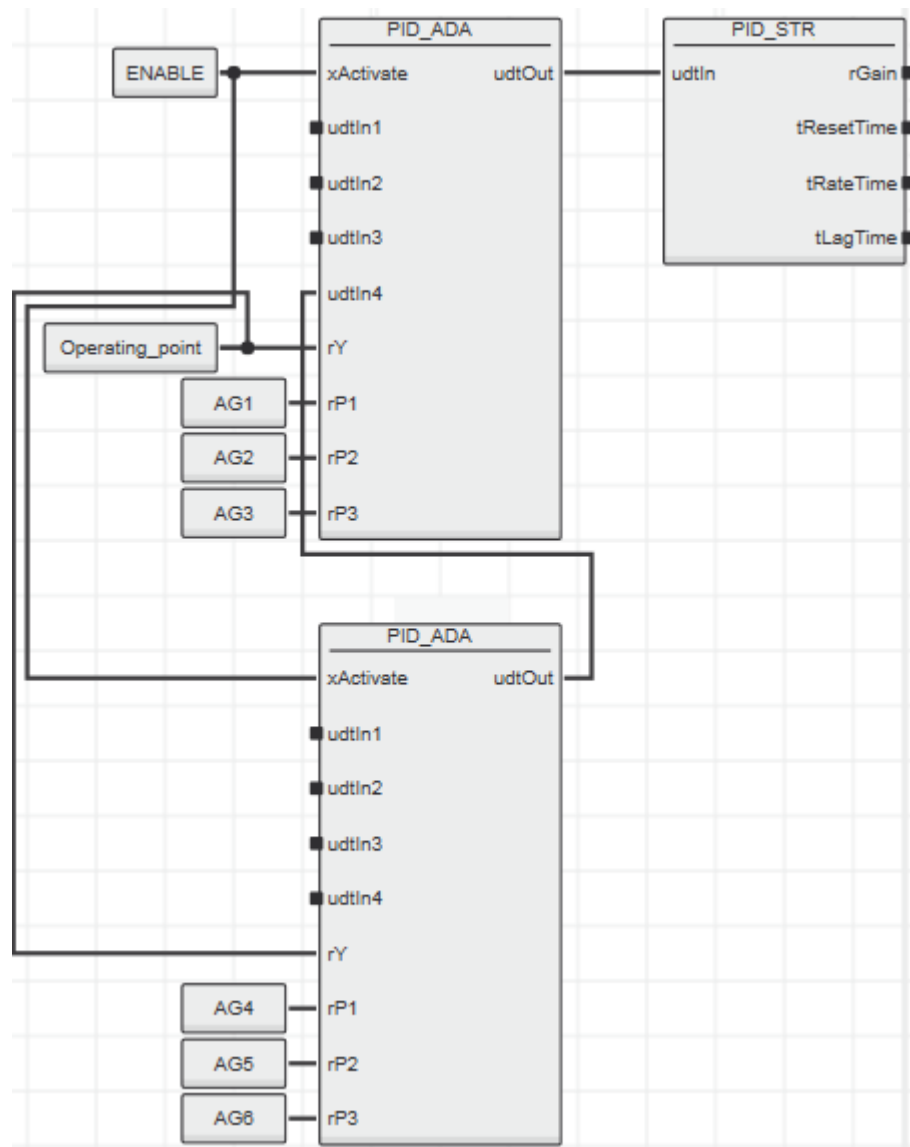 PID_ADA
PID_STR
ENABLE
xActivate
udtOut
udtIn
rGain
udtIn1
tResetTime
udtIn2
tRateTime
udtIn3
tLagTime
udtIn4
Operating_point
rY
AG1
rP1
AG2
rP2
AG3
rP3
PID_ADA
xActivate
udtOut
udtIn1
udtIn2
udtIn3
udtIn4
rY
AG4
rP1
AG5
rP2
AG6
rP3